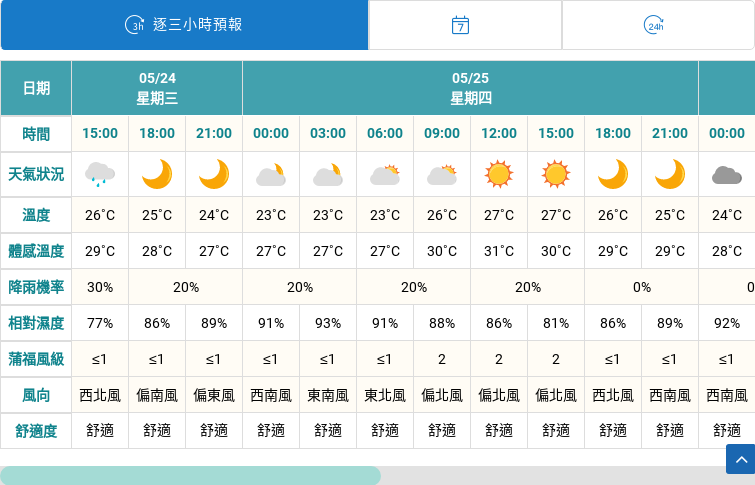 3h 逐三小時預報
7
24h
日期 05/24 05/25
星期三 星期四
時間 15:00 18:00 21:00 00:00 03:00 06:00 09:00 12:00 15:00 18:00 21:00 00:00
天氣狀況
溫度 26°C 25°C 24°C 23°C 23°C 23°C 26°C 27°C 27°C 26°C 25°C 24°C
體感溫度 29°C 28°C 27°C 27°C 27°C 27°C 30°C 31°C 30°C 29°C 29°C 28°C
降雨機率 30% 20% 20% 20% 20% 0% 0
相對濕度 77% 86% 89% 91% 93% 91% 88% 86% 81% 86% 89% 92%
蒲福風級 ≤1 ≤1 ≤1 ≤1 ≤1 ≤1 2 2 2 ≤1 ≤1 ≤1
風向 西北風 偏南風 偏東風 西南風 東南風 東北風 偏北風 偏北風 偏北風 西北風 西南風 西南風
舒適度 舒適 舒適 舒適 舒適 舒適 舒適 舒適 舒適 舒適 舒適 舒適 舒適